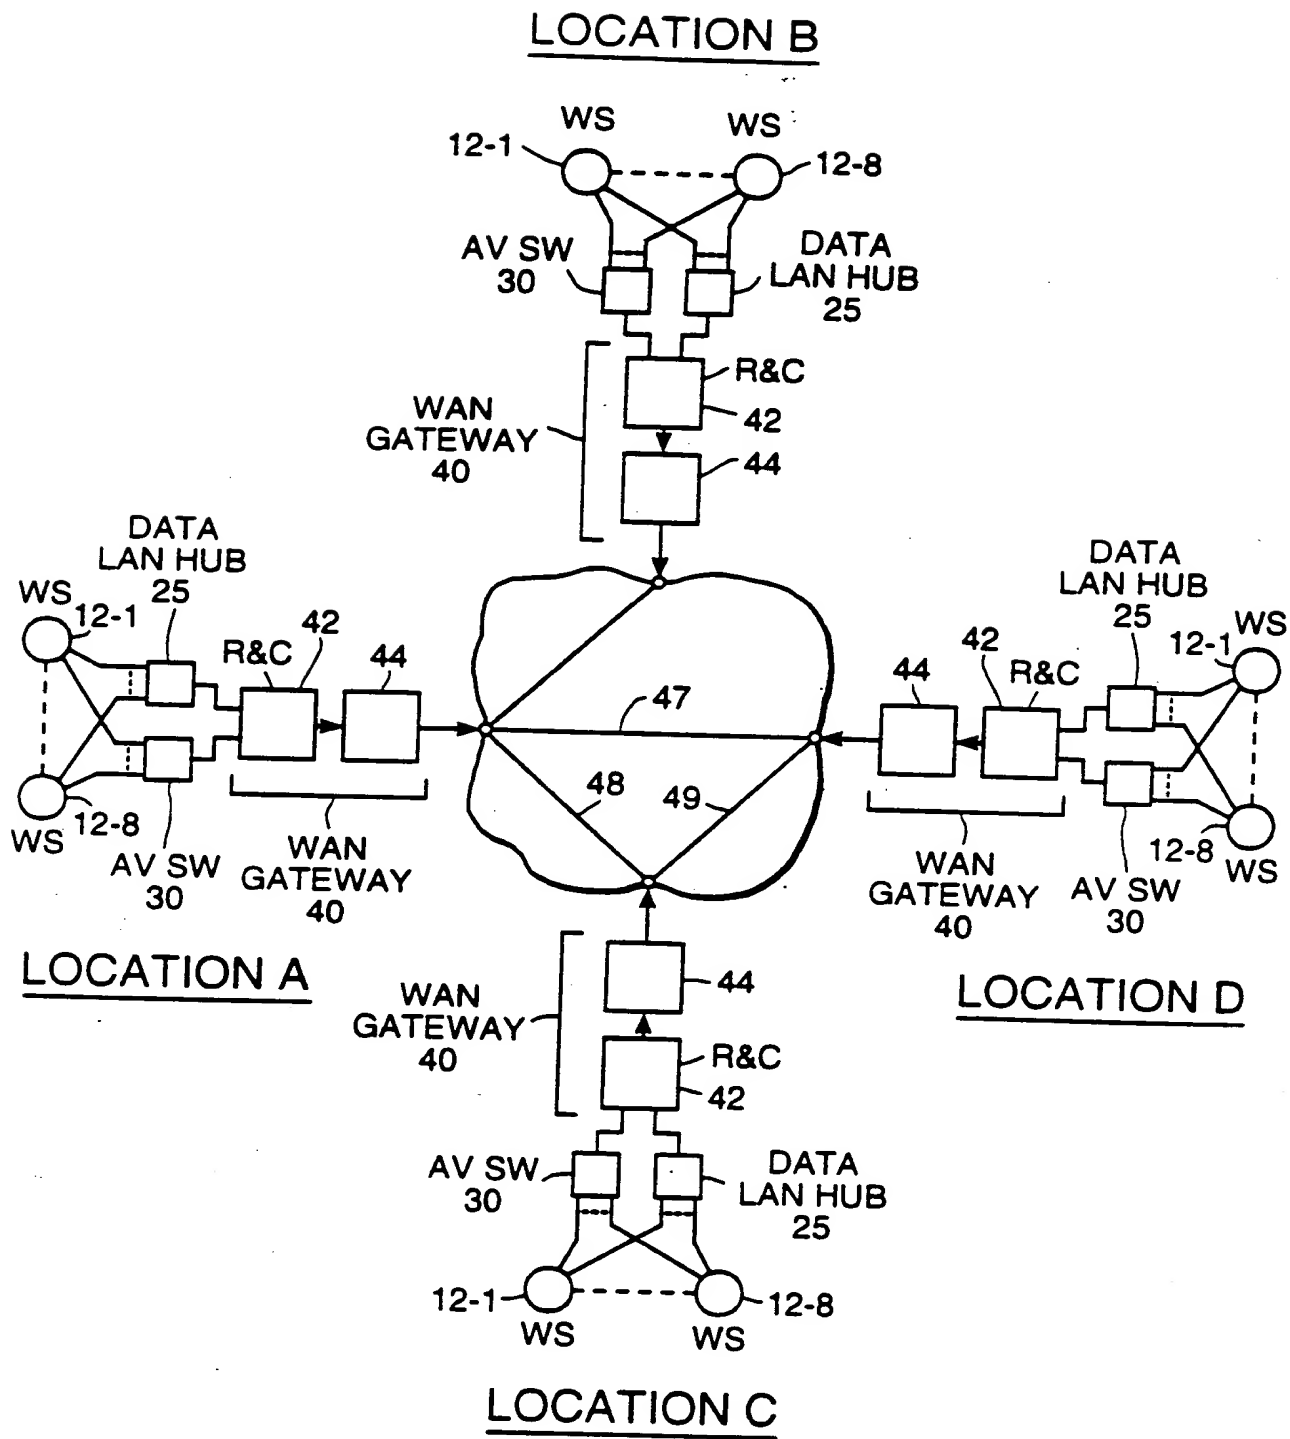 LOCATION B
WS
WS
12-1
12-8
AV SW
30
DATA
LAN HUB
25
R&C
42
WAN
GATEWAY
40
44
DATA
LAN HUB
25
WS
12-1
R&C
42
44
12-8
WS
AV SW
30
WAN
GATEWAY
40
LOCATION A
47
48
49
DATA
LAN HUB
25
WS
12-1
42
R&C
44
12-8
WS
WAN
GATEWAY
40
AV SW
30
LOCATION D
WAN
GATEWAY
40
44
R&C
42
AV SW
30
DATA
LAN HUB
25
12-1
12-8
WS
WS
LOCATION C